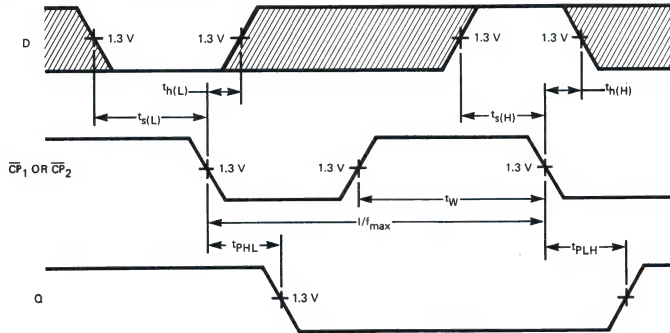 D
1.3 V
1.3 V
1.3 V
1.3 V
th(L)
th(H)
ts(L)
ts(H)
CP1 OR CP2
1.3 V
1.3 V
1.3 V
tW
I/fmax
tPHL
tPLH
Q
1.3 V
1.3 V